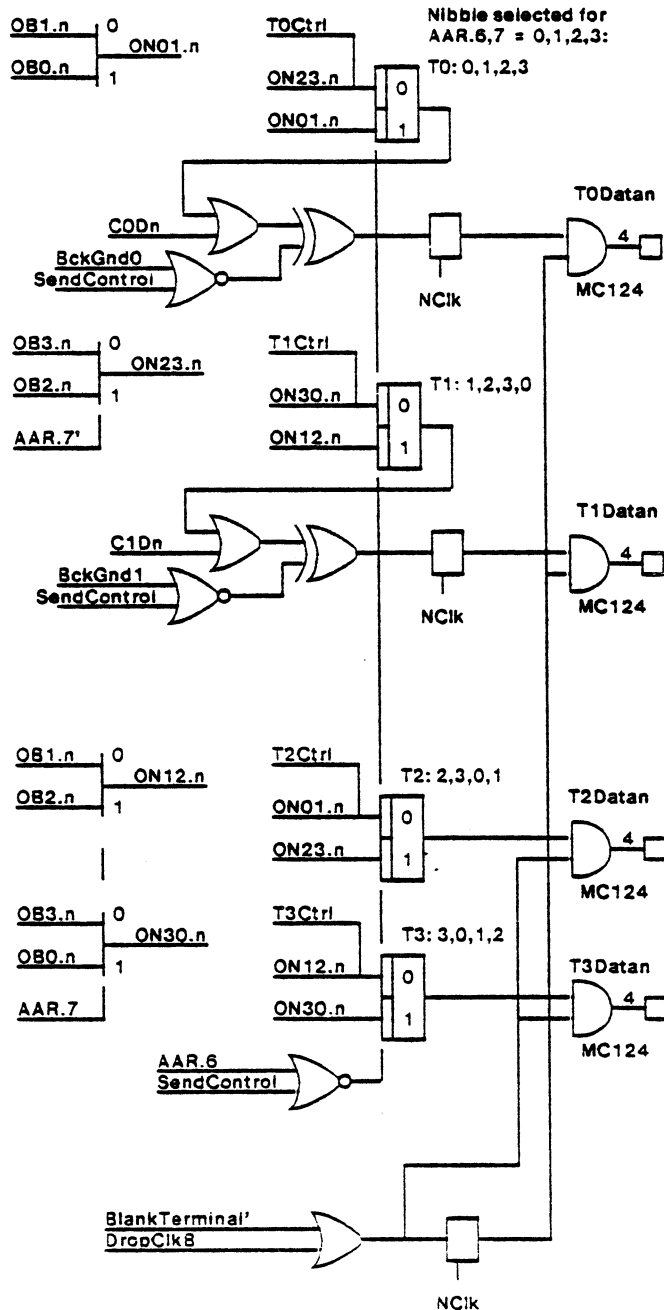 Nibble selected for
AAR.6,7 = 0,1,2,3:
OB1.n
0
ON01.n
OB0.n
1
T0Ctrl
ON23.n
ON01.n
0
1
T0: 0,1,2,3
C0Dn
BckGnd0
SendControl
NClk
T0Datan
4
MC124
OB3.n
0
ON23.n
OB2.n
1
AAR.7'
T1Ctrl
ON30.n
ON12.n
0
1
T1: 1,2,3,0
C1Dn
BckGnd1
SendControl
NClk
T1Datan
4
MC124
OB1.n
0
ON12.n
OB2.n
1
T2Ctrl
ON01.n
ON23.n
0
1
T2: 2,3,0,1
T2Datan
4
MC124
OB3.n
0
ON30.n
OB0.n
1
AAR.7
T3Ctrl
ON12.n
ON30.n
0
1
T3: 3,0,1,2
T3Datan
4
MC124
AAR.6
SendControl
BlankTerminal'
DropClk8
NClk